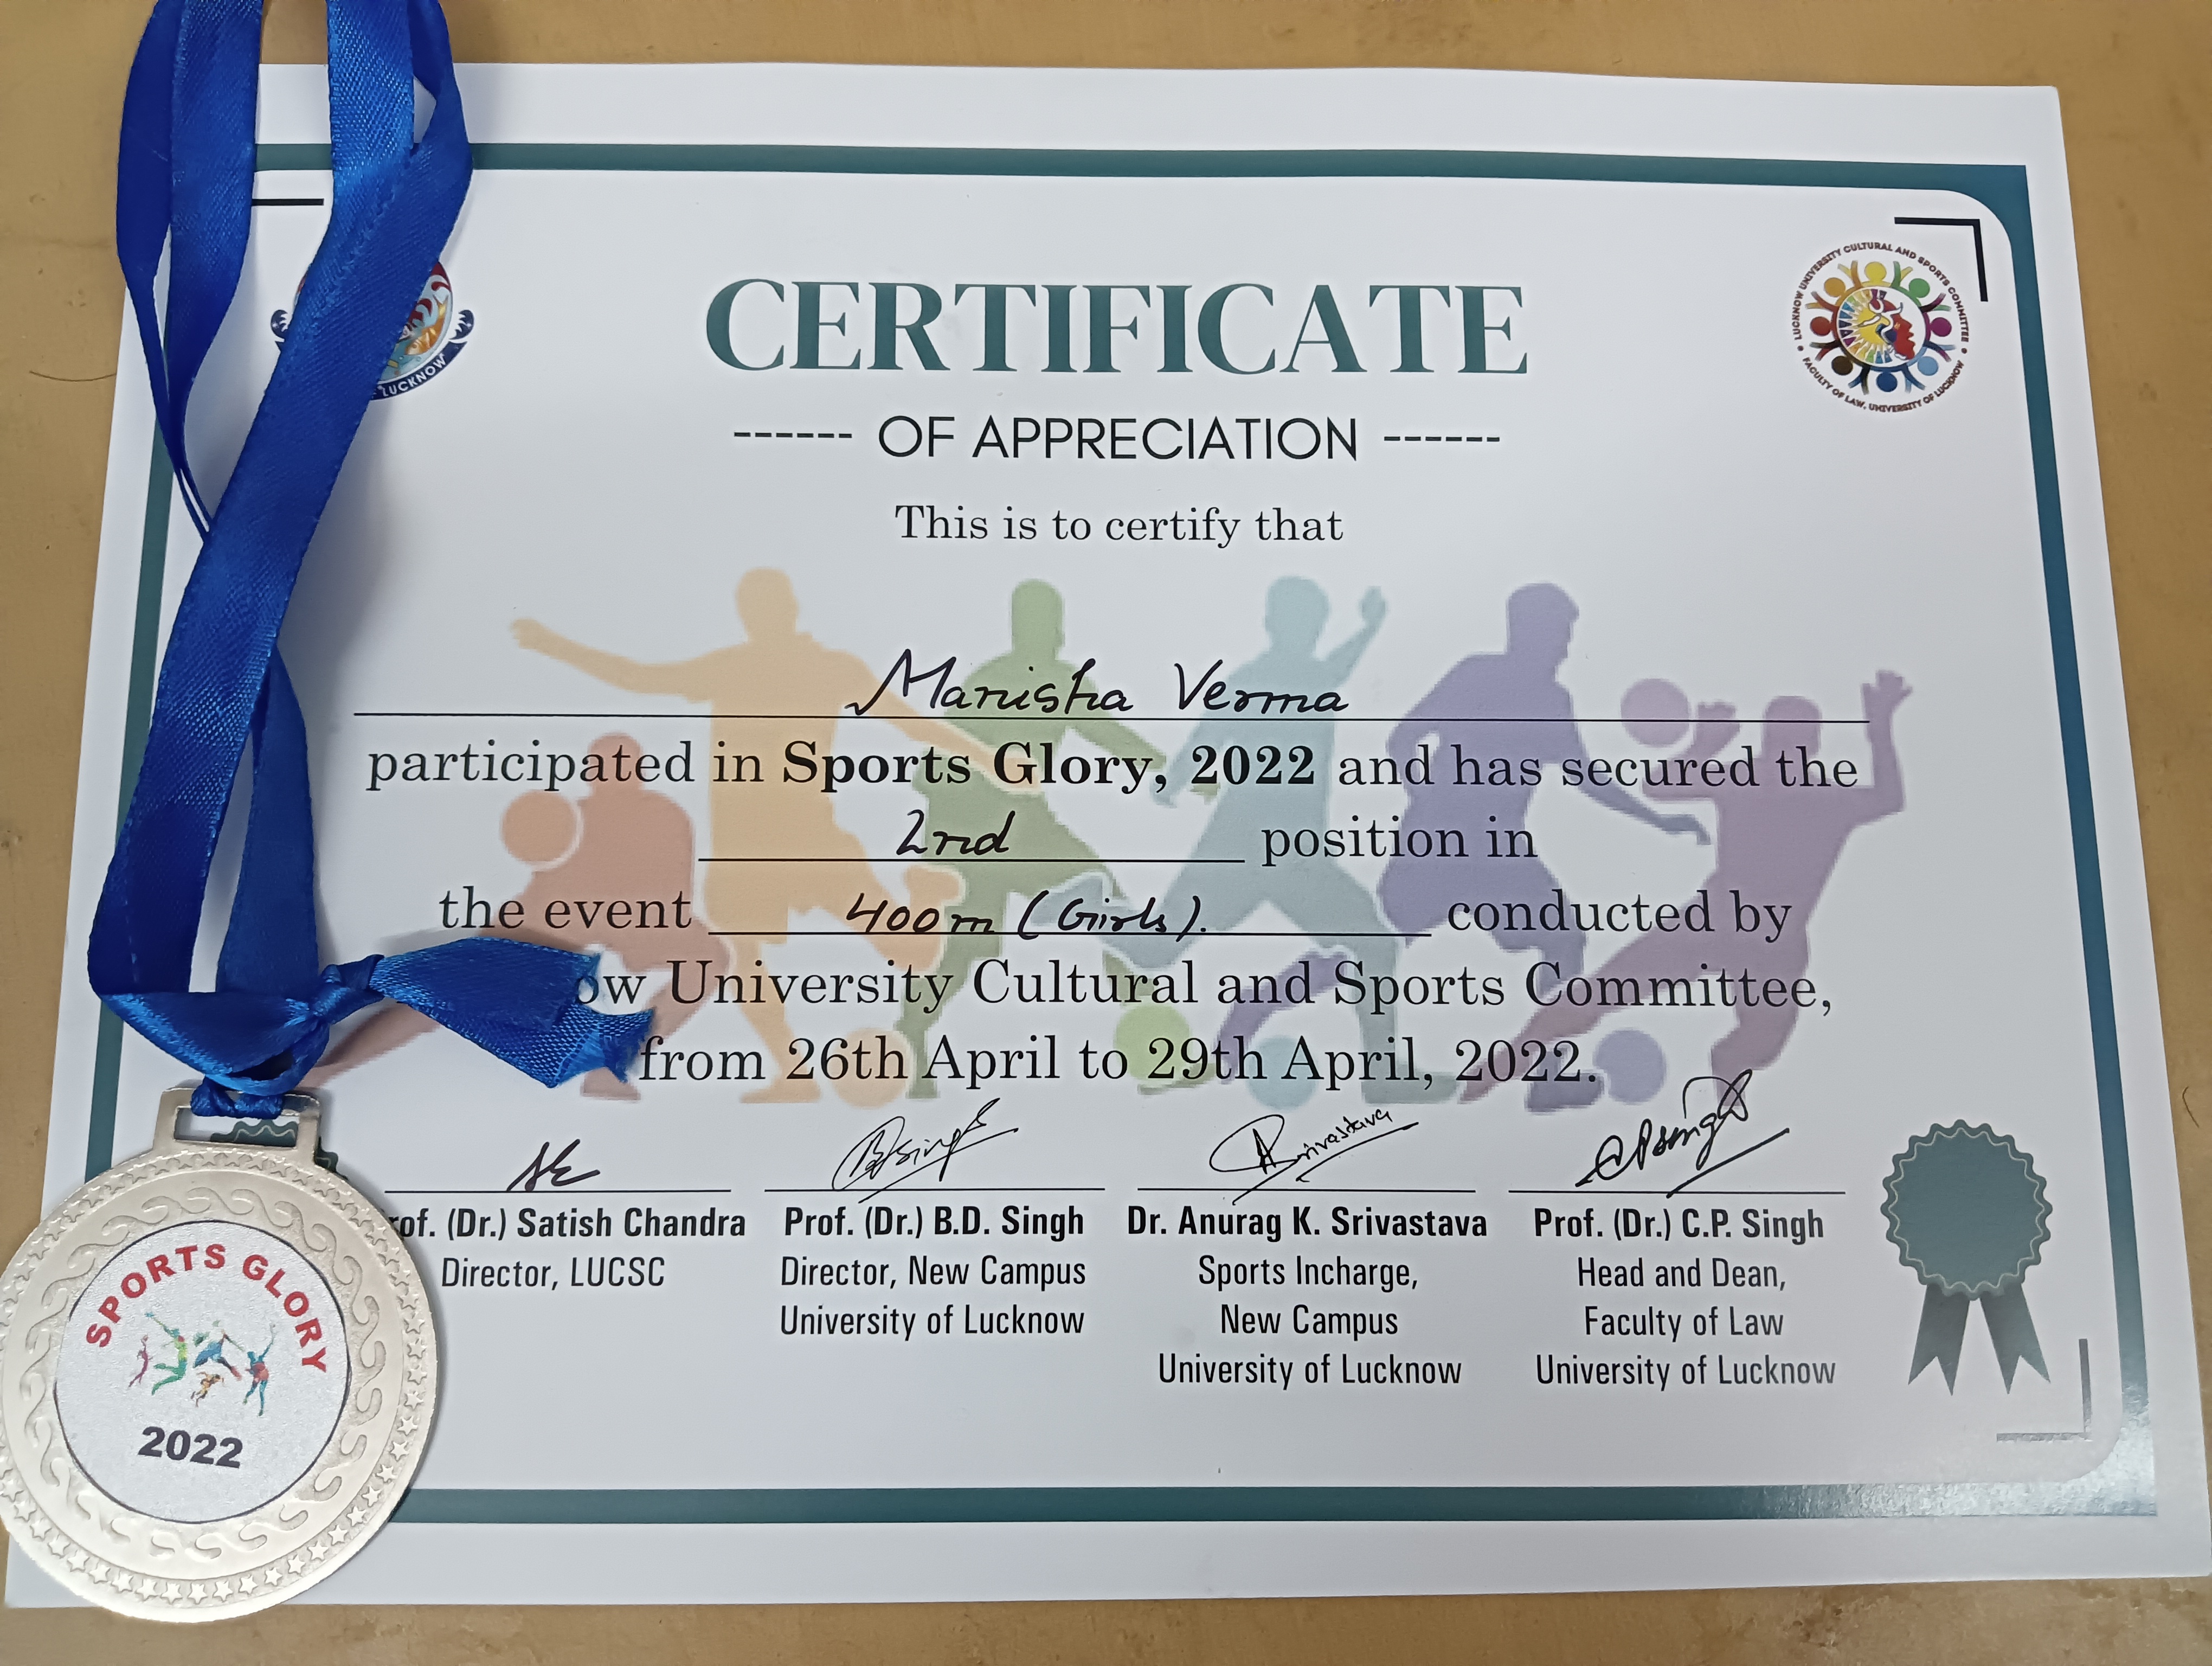 CERTIFICATE
------ OF APPRECIATION ------
LUCKNOW
LUCKNOW UNIVERSITY CULTURAL AND SPORTS COMMITTEE
FACULTY OF LAW, UNIVERSITY OF LUCKNOW
This is to certify that
Manisha Verma
participated in Sports Glory, 2022 and has secured the
2nd position in
the event 400m (Girls). conducted by
ow University Cultural and Sports Committee,
from 26th April to 29th April, 2022.
Srivastava
rof. (Dr.) Satish Chandra
Director, LUCSC
Prof. (Dr.) B.D. Singh
Director, New Campus
University of Lucknow
Dr. Anurag K. Srivastava
Sports Incharge,
New Campus
University of Lucknow
Prof. (Dr.) C.P. Singh
Head and Dean,
Faculty of Law
University of Lucknow
SPORTS GLORY
2022